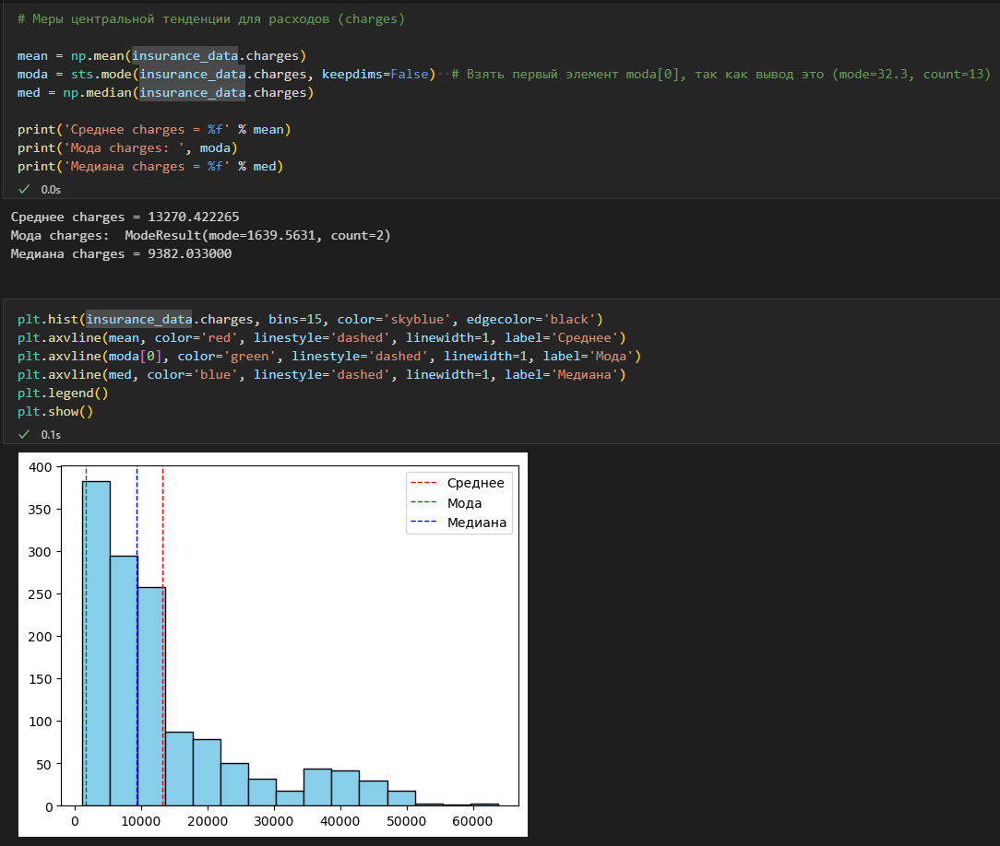 # Меры центральной тенденции для расходов (charges)
mean = np.mean(insurance_data.charges)
moda = sts.mode(insurance_data.charges, keepdims=False)  # Взять первый элемент moda[0], так как вывод это (mode=32.3, count=13)
med = np.median(insurance_data.charges)
print('Среднее charges = %f' % mean)
print('Мода charges: ', moda)
print('Медиана charges = %f' % med)
0.0s
Среднее charges = 13270.422265
Мода charges:  ModeResult(mode=1639.5631, count=2)
Медиана charges = 9382.033000
plt.hist(insurance_data.charges, bins=15, color='skyblue', edgecolor='black')
plt.axvline(mean, color='red', linestyle='dashed', linewidth=1, label='Среднее')
plt.axvline(moda[0], color='green', linestyle='dashed', linewidth=1, label='Мода')
plt.axvline(med, color='blue', linestyle='dashed', linewidth=1, label='Медиана')
plt.legend()
plt.show()
0.1s
400
350
300
250
200
150
100
50
0
Среднее
Мода
Медиана
0 10000 20000 30000 40000 50000 60000